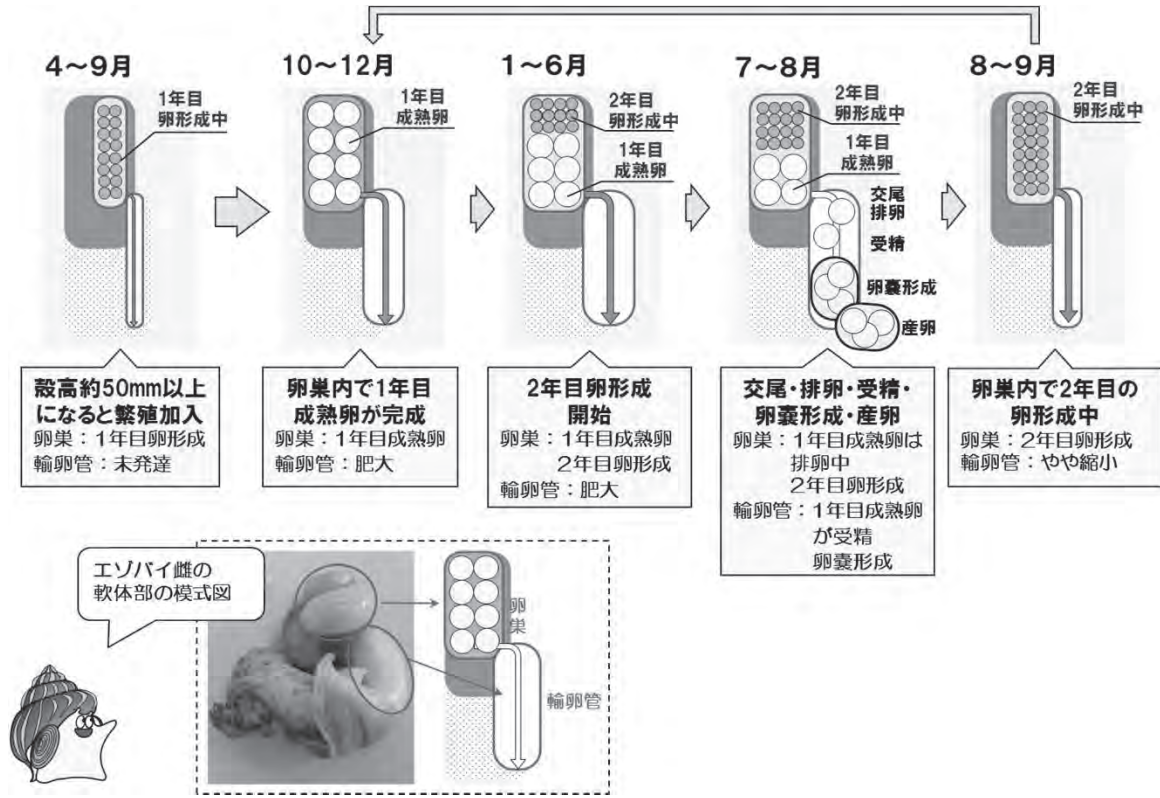 4～9月
1年目
卵形成中
10～12月
1年目
成熟卵
1～6月
2年目
卵形成中
1年目
成熟卵
7～8月
2年目
卵形成中
1年目
成熟卵
交尾
排卵
受精
卵嚢形成
産卵
8～9月
2年目
卵形成中
殻高約50mm以上
になると繁殖加入
卵巣：1年目卵形成
輸卵管：未発達
卵巣内で1年目
成熟卵が完成
卵巣：1年目成熟卵
輸卵管：肥大
2年目卵形成
開始
卵巣：1年目成熟卵
2年目卵形成
輸卵管：肥大
交尾・排卵・受精・
卵嚢形成・産卵
卵巣：1年目成熟卵は
排卵中
2年目卵形成
輸卵管：1年目成熟卵
が受精
卵嚢形成
卵巣内で2年目の
卵形成中
卵巣：2年目卵形成
輸卵管：やや縮小
エゾバイ雌の
軟体部の模式図
卵
巣
輸卵管